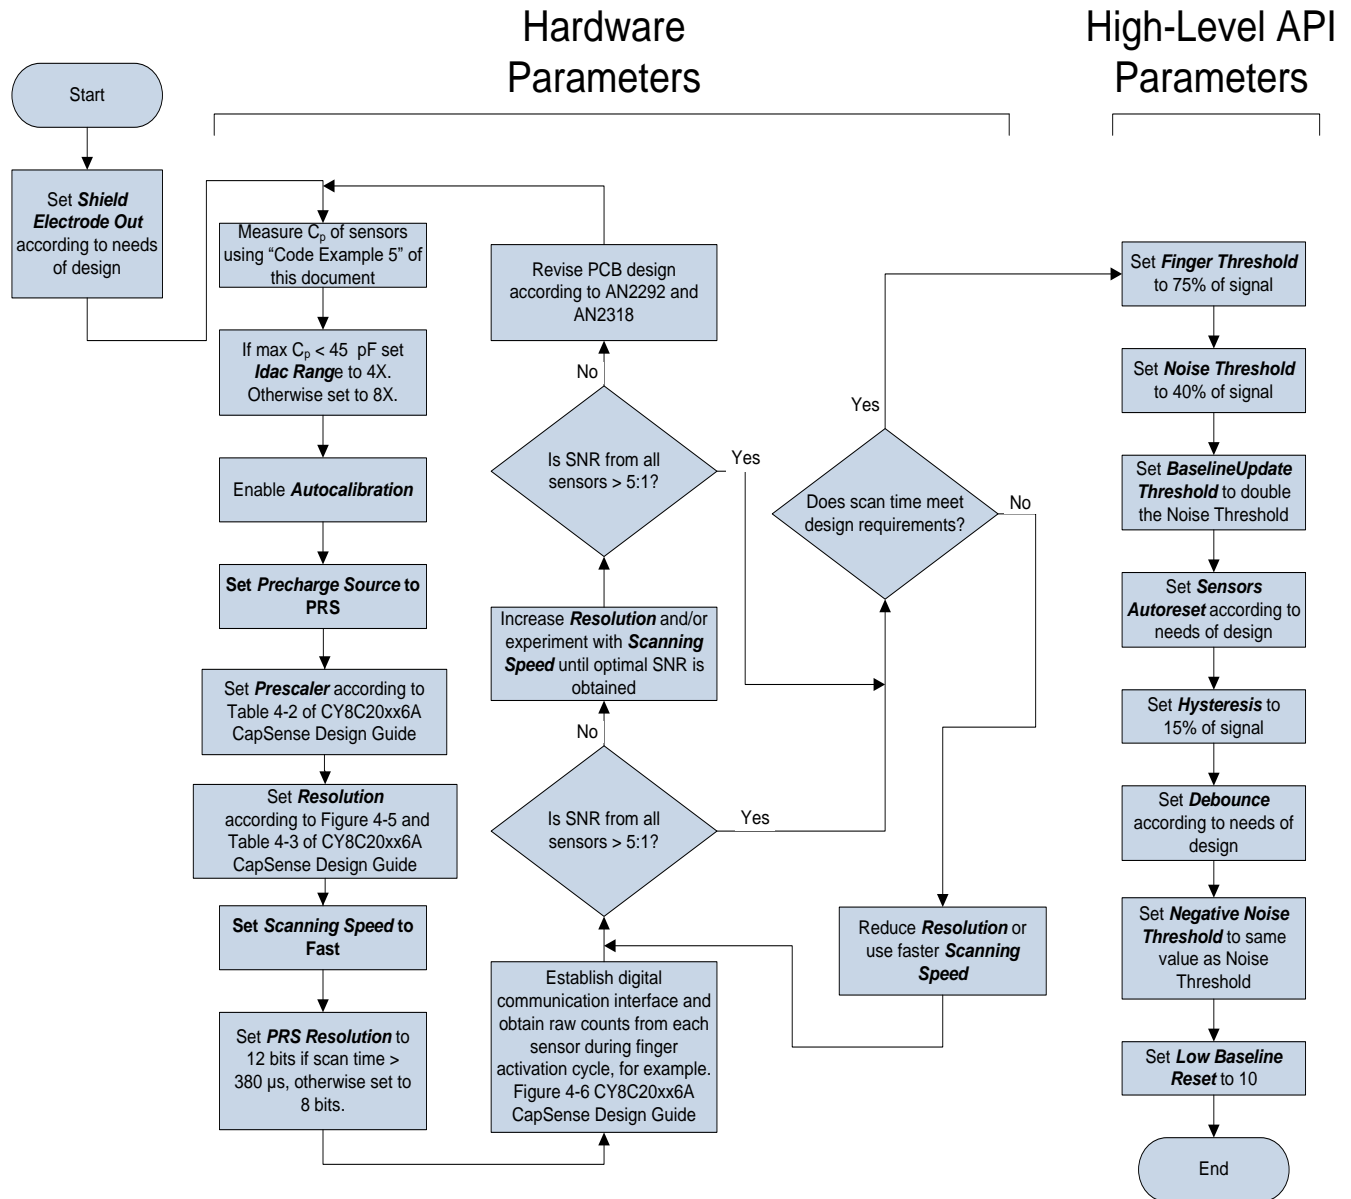 Hardware
Parameters
High-Level API
Parameters
Start
Set Shield
Electrode Out
according to needs
of design
Measure Cp of sensors
using “Code Example 5” of
this document
If max Cp < 45 pF set
Idac Range to 4X.
Otherwise set to 8X.
Enable Autocalibration
Set Precharge Source to
PRS
Set Prescaler according to
Table 4-2 of CY8C20xx6A
CapSense Design Guide
Set Resolution
according to Figure 4-5 and
Table 4-3 of CY8C20xx6A
CapSense Design Guide
Set Scanning Speed to
Fast
Set PRS Resolution to
12 bits if scan time >
380 µs, otherwise set to
8 bits.
Revise PCB design
according to AN2292 and
AN2318
No
Is SNR from all
sensors > 5:1?
Yes
Increase Resolution and/or
experiment with Scanning
Speed until optimal SNR is
obtained
No
Is SNR from all
sensors > 5:1?
Yes
Establish digital
communication interface and
obtain raw counts from each
sensor during finger
activation cycle, for example.
Figure 4-6 CY8C20xx6A
CapSense Design Guide
Yes
Does scan time meet
design requirements?
No
Reduce Resolution or
use faster Scanning
Speed
Set Finger Threshold
to 75% of signal
Set Noise Threshold
to 40% of signal
Set BaselineUpdate
Threshold to double
the Noise Threshold
Set Sensors
Autoreset according to
needs of design
Set Hysteresis to
15% of signal
Set Debounce
according to needs of
design
Set Negative Noise
Threshold to same
value as Noise
Threshold
Set Low Baseline
Reset to 10
End